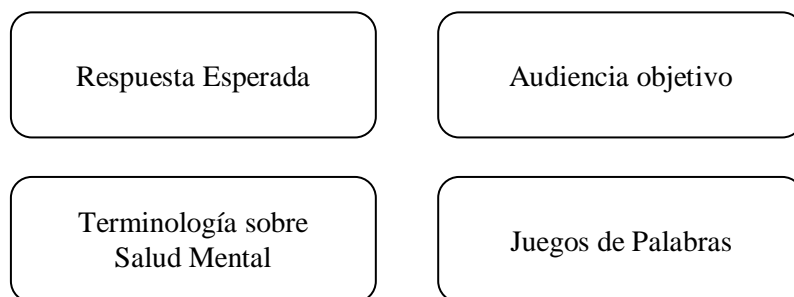 Respuesta Esperada
Audiencia objetivo
Terminología sobre
Salud Mental
Juegos de Palabras